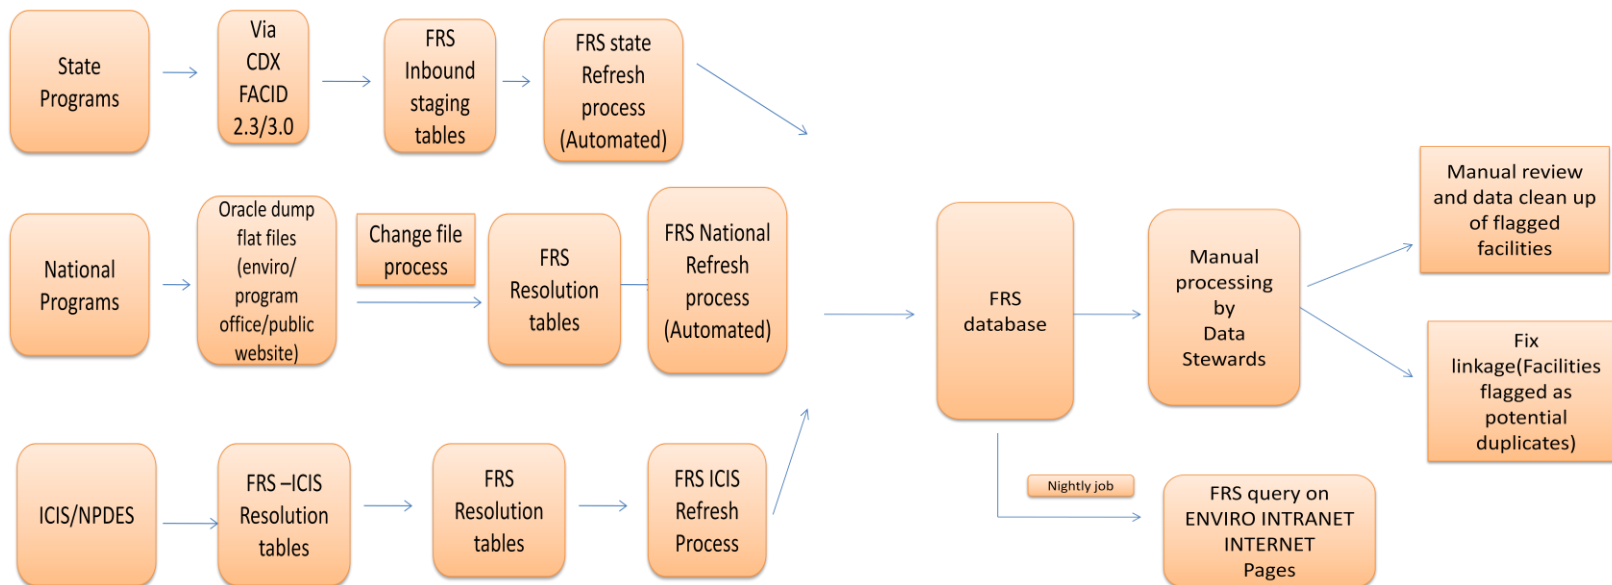 State
Programs
Via
CDX
FACID
2.3/3.0
FRS
Inbound
staging
tables
FRS state
Refresh
process
(Automated)
National
Programs
Oracle dump
flat files
(enviro/
program
office/public
website)
Change file
process
FRS
Resolution
tables
FRS National
Refresh
process
(Automated)
ICIS/NPDES
FRS –ICIS
Resolution
tables
FRS
Resolution
tables
FRS ICIS
Refresh
Process
FRS
database
Manual
processing
by
Data
Stewards
Manual review
and data clean up
of flagged
facilities
Fix
linkage(Facilities
flagged as
potential
duplicates)
Nightly job
FRS query on
ENVIRO INTRANET
INTERNET
Pages